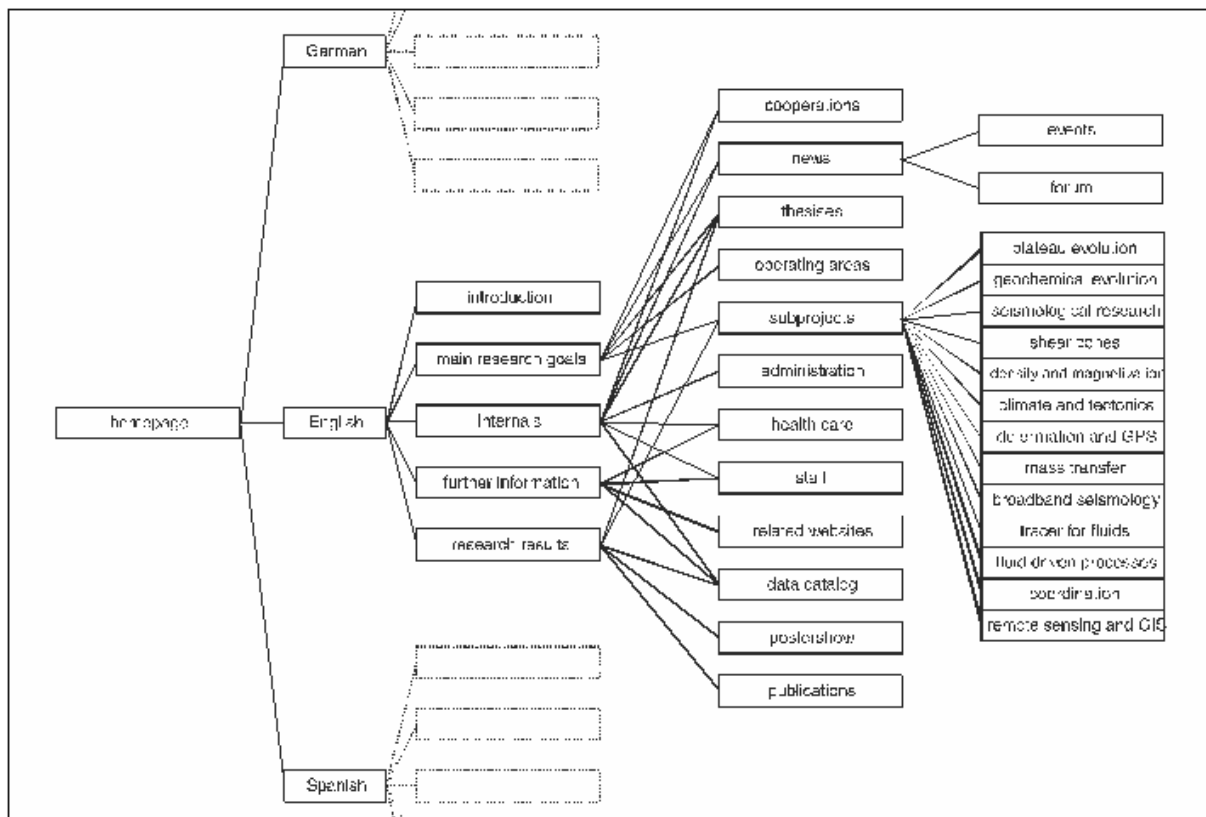 homepage
German
English
Spanish
introduction
main research goals
Internals
further information
research results
cooperations
news
thesises
operating areas
subprojects
administration
health care
staff
related websites
data catalog
postershow
publications
events
forum
plateau evolution
geochemical evolution
seismological research
shear zones
density and magnetization
climate and tectonics
deformation and GPS
mass transfer
broadband seismology
tracer for fluids
fluid driven processes
coordination
remote sensing and GIS